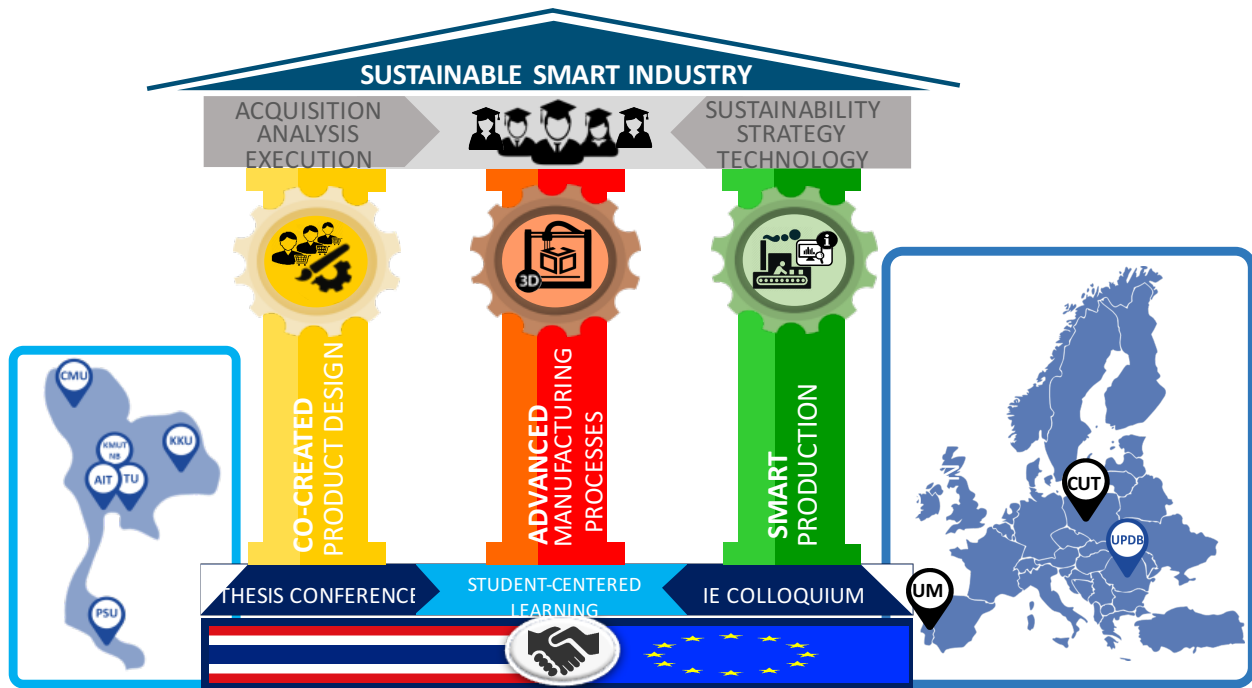 SUSTAINABLE SMART INDUSTRY
ACQUISITION
ANALYSIS
EXECUTION
SUSTAINABILITY
STRATEGY
TECHNOLOGY
3D
i
CO-CREATED
PRODUCT DESIGN
ADVANCED
MANUFACTURING
PROCESSES
SMART
PRODUCTION
CMU
KMUT
NB
KKU
AIT
TU
PSU
CUT
UPDB
UM
THESIS CONFERENCE
STUDENT-CENTERED
LEARNING
IE COLLOQUIUM